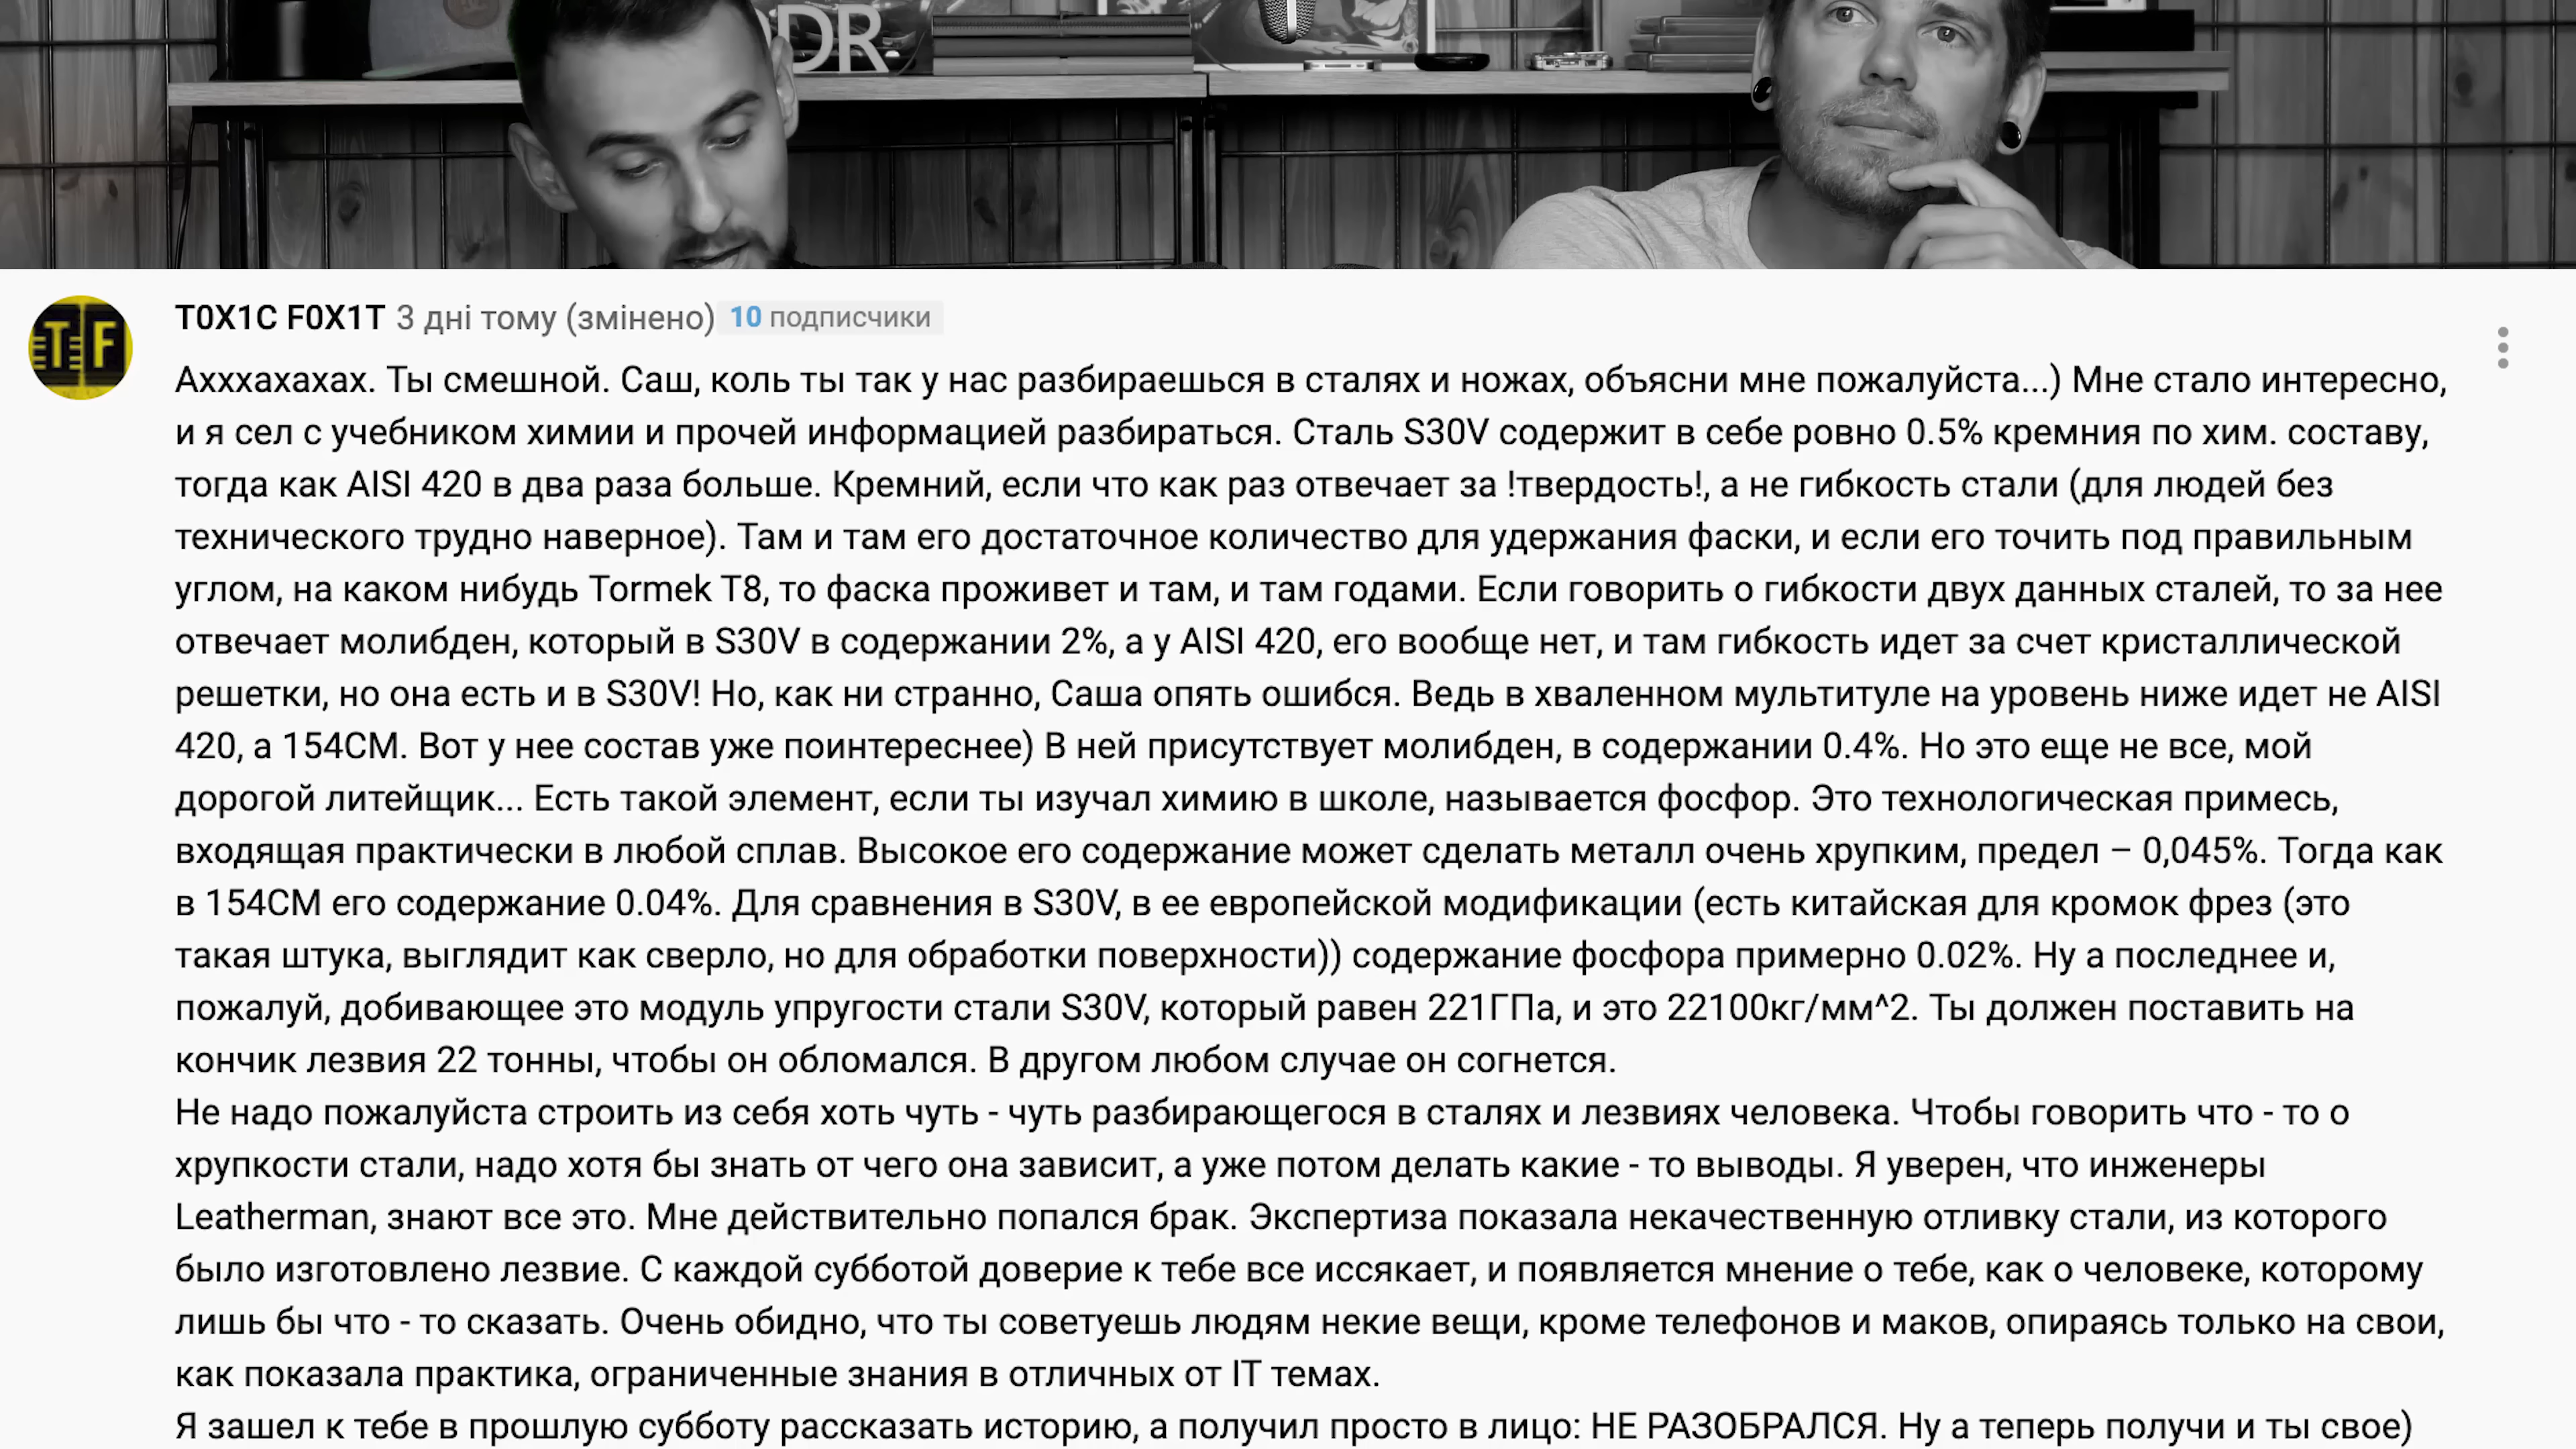 DR
T F
T0X1C F0X1T 3 дні тому (змінено) 10 подписчики
Ахххахахах. Ты смешной. Саш, коль ты так у нас разбираешься в сталях и ножах, объясни мне пожалуйста...) Мне стало интересно,
и я сел с учебником химии и прочей информацией разбираться. Сталь S30V содержит в себе ровно 0.5% кремния по хим. составу,
тогда как AISI 420 в два раза больше. Кремний, если что как раз отвечает за !твердость!, а не гибкость стали (для людей без
технического трудно наверное). Там и там его достаточное количество для удержания фаски, и если его точить под правильным
углом, на каком нибудь Tormek T8, то фаска проживет и там, и там годами. Если говорить о гибкости двух данных сталей, то за нее
отвечает молибден, который в S30V в содержании 2%, а у AISI 420, его вообще нет, и там гибкость идет за счет кристаллической
решетки, но она есть и в S30V! Но, как ни странно, Саша опять ошибся. Ведь в хваленном мультитуле на уровень ниже идет не AISI
420, а 154CM. Вот у нее состав уже поинтереснее) В ней присутствует молибден, в содержании 0.4%. Но это еще не все, мой
дорогой литейщик... Есть такой элемент, если ты изучал химию в школе, называется фосфор. Это технологическая примесь,
входящая практически в любой сплав. Высокое его содержание может сделать металл очень хрупким, предел – 0,045%. Тогда как
в 154CM его содержание 0.04%. Для сравнения в S30V, в ее европейской модификации (есть китайская для кромок фрез (это
такая штука, выглядит как сверло, но для обработки поверхности)) содержание фосфора примерно 0.02%. Ну а последнее и,
пожалуй, добивающее это модуль упругости стали S30V, который равен 221ГПа, и это 22100кг/мм^2. Ты должен поставить на
кончик лезвия 22 тонны, чтобы он обломался. В другом любом случае он согнется.
Не надо пожалуйста строить из себя хоть чуть - чуть разбирающегося в сталях и лезвиях человека. Чтобы говорить что - то о
хрупкости стали, надо хотя бы знать от чего она зависит, а уже потом делать какие - то выводы. Я уверен, что инженеры
Leatherman, знают все это. Мне действительно попался брак. Экспертиза показала некачественную отливку стали, из которого
было изготовлено лезвие. С каждой субботой доверие к тебе все иссякает, и появляется мнение о тебе, как о человеке, которому
лишь бы что - то сказать. Очень обидно, что ты советуешь людям некие вещи, кроме телефонов и маков, опираясь только на свои,
как показала практика, ограниченные знания в отличных от IT темах.
Я зашел к тебе в прошлую субботу рассказать историю, а получил просто в лицо: НЕ РАЗОБРАЛСЯ. Ну а теперь получи и ты свое)